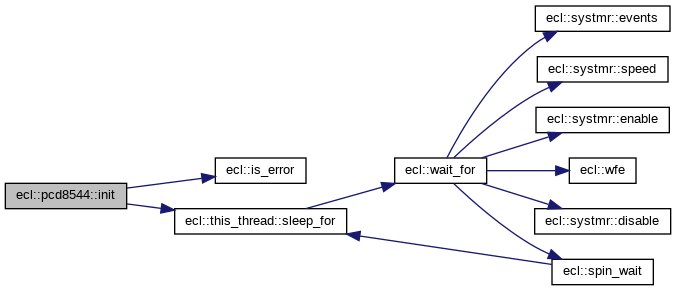 ecl::systmr::events
ecl::systmr::speed
ecl::systmr::enable
ecl::is_error
ecl::wait_for
ecl::wfe
ecl::pcd8544::init
ecl::this_thread::sleep_for
ecl::systmr::disable
ecl::spin_wait